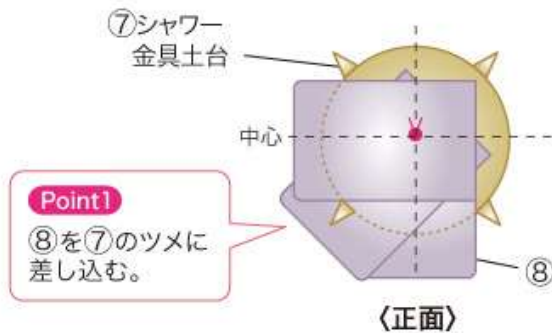 ⑦シャワー
金具土台
中心
Point1
⑧を⑦のツメに
差し込む。
⑧
〈正面〉